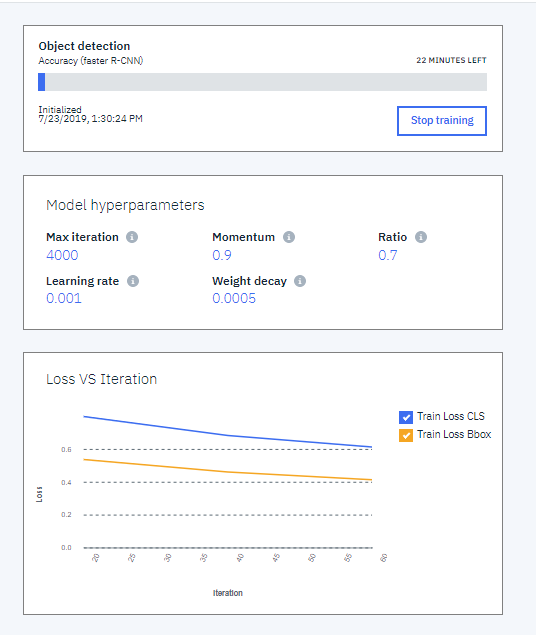 Object detection
Accuracy (faster R-CNN)
22 MINUTES LEFT
Initialized
7/23/2019, 1:30:24 PM
Stop training
Model hyperparameters
Max iteration
Momentum
Ratio
4000
0.9
0.7
Learning rate
Weight decay
0.001
0.0005
Loss VS Iteration
Train Loss CLS
Train Loss Bbox
0.6
0.4
0.2
0.0
Loss
20 25 30 35 40 45 50 55 60
Iteration